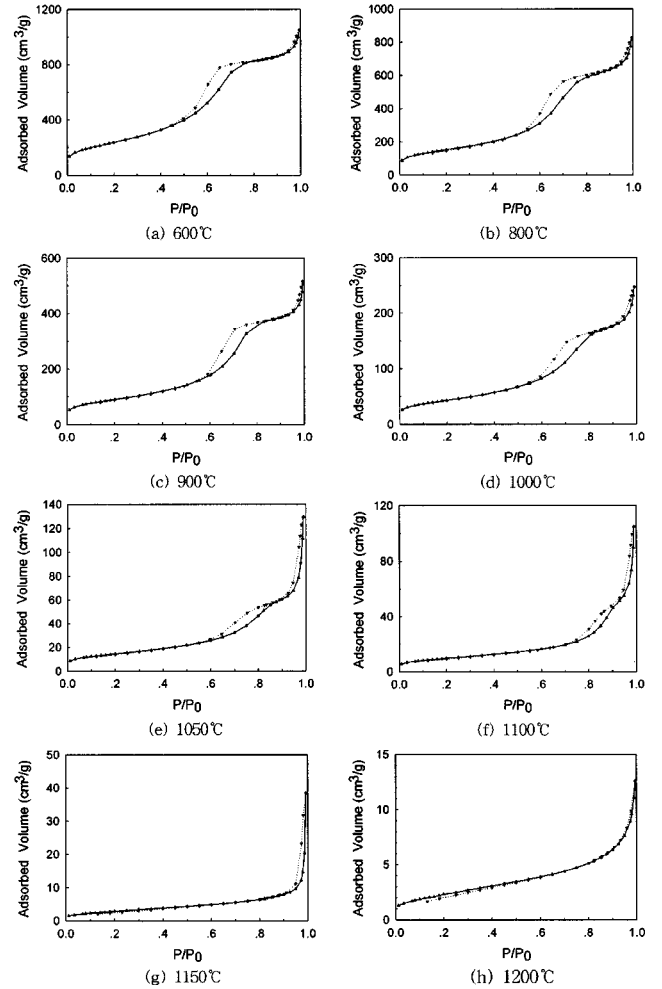 1200
800
400
0
Adsorbed Volume (cm³/g)
0.0 .2 .4 .6 .8 1.0
P/P₀
(a) 600℃
1000
800
600
400
200
0
Adsorbed Volume (cm³/g)
0.0 .2 .4 .6 .8 1.0
P/P₀
(b) 800℃
600
400
200
0
Adsorbed Volume (cm³/g)
0.0 .2 .4 .6 .8 1.0
P/P₀
(c) 900℃
300
200
100
0
Adsorbed Volume (cm³/g)
0.0 .2 .4 .6 .8 1.0
P/P₀
(d) 1000℃
140
120
100
80
60
40
20
0
Adsorbed Volume (cm³/g)
0.0 .2 .4 .6 .8 1.0
P/P₀
(e) 1050℃
120
80
40
0
Adsorbed Volume (cm³/g)
0.0 .2 .4 .6 .8 1.0
P/P₀
(f) 1100℃
50
40
30
20
10
0
Adsorbed Volume (cm³/g)
0.0 .2 .4 .6 .8 1.0
P/P₀
(g) 1150℃
15
10
5
0
Adsorbed Volume (cm³/g)
0.0 .2 .4 .6 .8 1.0
P/P₀
(h) 1200℃